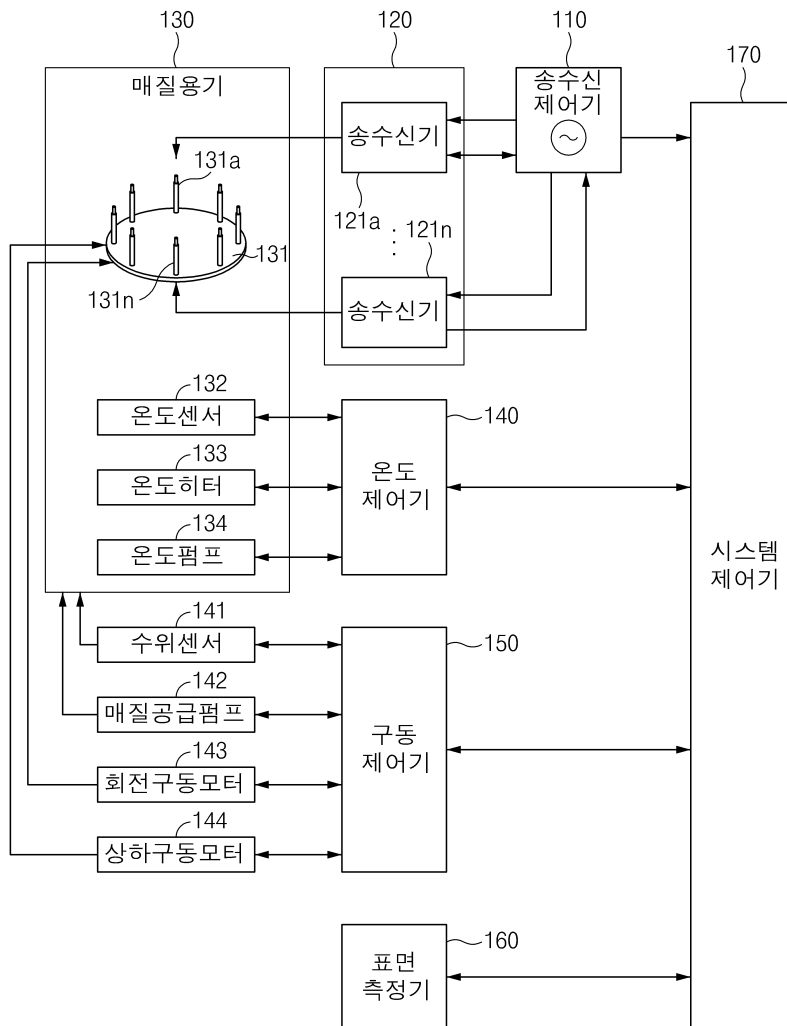 130
120
110
170
매질용기
송수신
제어기
송수신기
131a
121a
121n
131
131n
송수신기
132
온도센서
140
133
온도히터
온도
제어기
134
온도펌프
시스템
제어기
141
수위센서
150
142
매질공급펌프
구동
제어기
143
회전구동모터
144
상하구동모터
160
표면
측정기